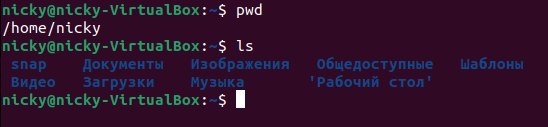 nicky@nicky-VirtualBox:~$ pwd
/home/nicky
nicky@nicky-VirtualBox:~$ ls
snap Документы Изображения Общедоступные Шаблоны
Видео Загрузки Музыка 'Рабочий стол'
nicky@nicky-VirtualBox:~$